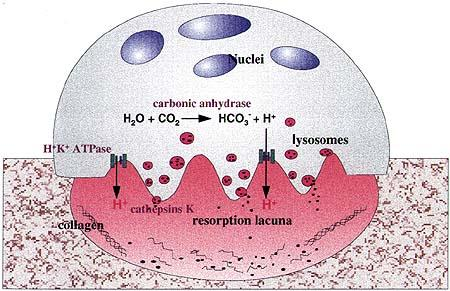 Nuclei
carbonic anhydrase
H₂O + CO₂ → HCO₃⁻ + H⁺
lysosomes
H⁺K⁺ ATPase
H⁺
cathepsins K
H⁺
collagen
resorption lacuna